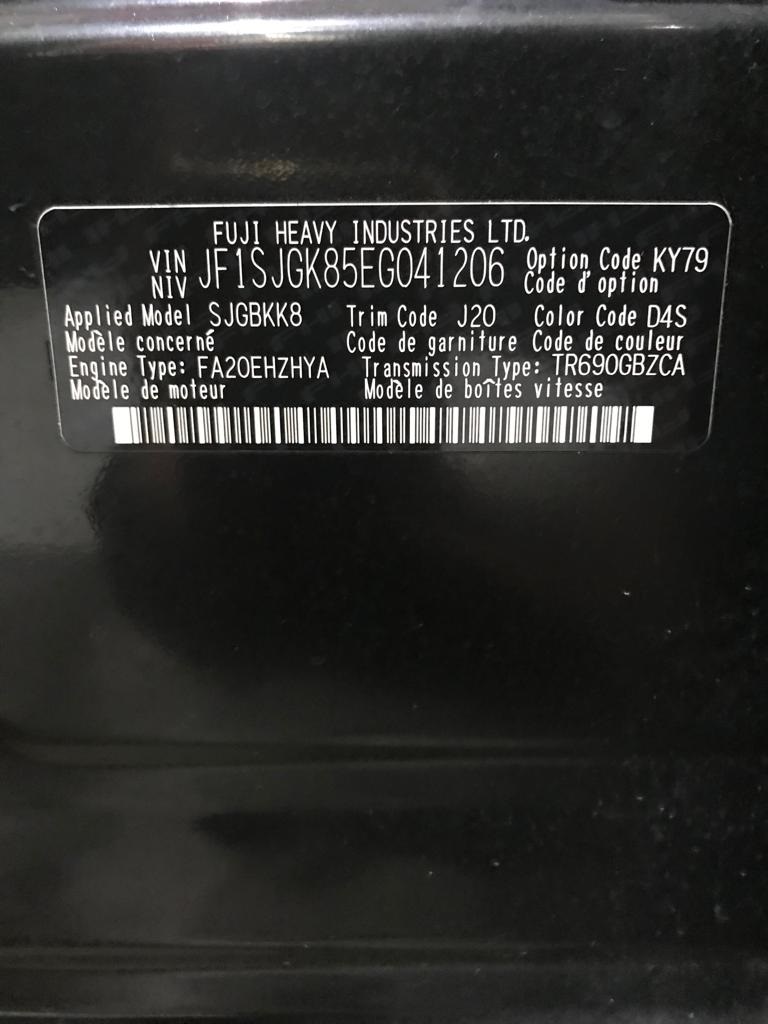 FUJI HEAVY INDUSTRIES LTD.
VIN NIV JF1SJGK85EG041206 Option Code KY79
Code d'option
Applied Model SJGBKK8 Trim Code J20 Color Code D4S
Modèle concerné Code de garniture Code de couleur
Engine Type: FA20EHZHYA Transmission Type: TR690GBZCA
Modèle de moteur Modèle de boîtes vitesse